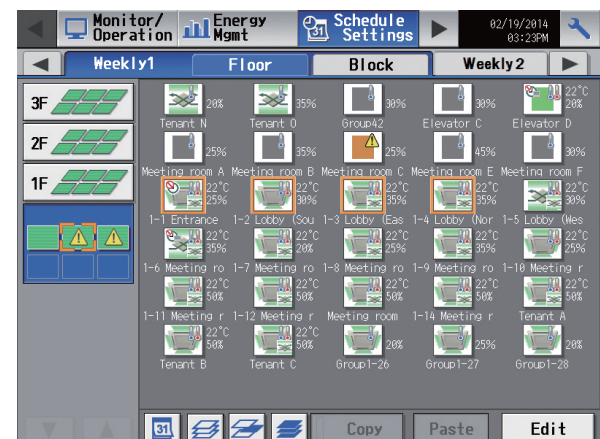 Monitor/ Operation
Energy Mgmt
31 Schedule Settings
02/19/2014 03:23PM
Weekly1 Floor Block Weekly2
3F
2F
1F
22°C
20% 35% 30% 30% 20%
Tenant N Tenant O Group42 Elevator C Elevator D
25% 35% 25% 45% 30%
Meeting room A Meeting room B Meeting room C Meeting room E Meeting room F
22°C 22°C 22°C 22°C 22°C
25% 30% 35% 35% 30%
1-1 Entrance 1-2 Lobby (Sou 1-3 Lobby (Eas 1-4 Lobby (Nor 1-5 Lobby (Wes
22°C 22°C 22°C 22°C 22°C
35% 20% 25% 35% 25%
1-6 Meeting ro 1-7 Meeting ro 1-8 Meeting ro 1-9 Meeting ro 1-10 Meeting r
22°C 22°C 22°C 22°C 22°C
50% 50% 50% 50% 50%
1-11 Meeting r 1-12 Meeting r Meeting room 1-14 Meeting r Tenant A
22°C 22°C
50% 50% 20% 25% 20%
Tenant B Tenant C Group1-26 Group1-27 Group1-28
31 Copy Paste Edit